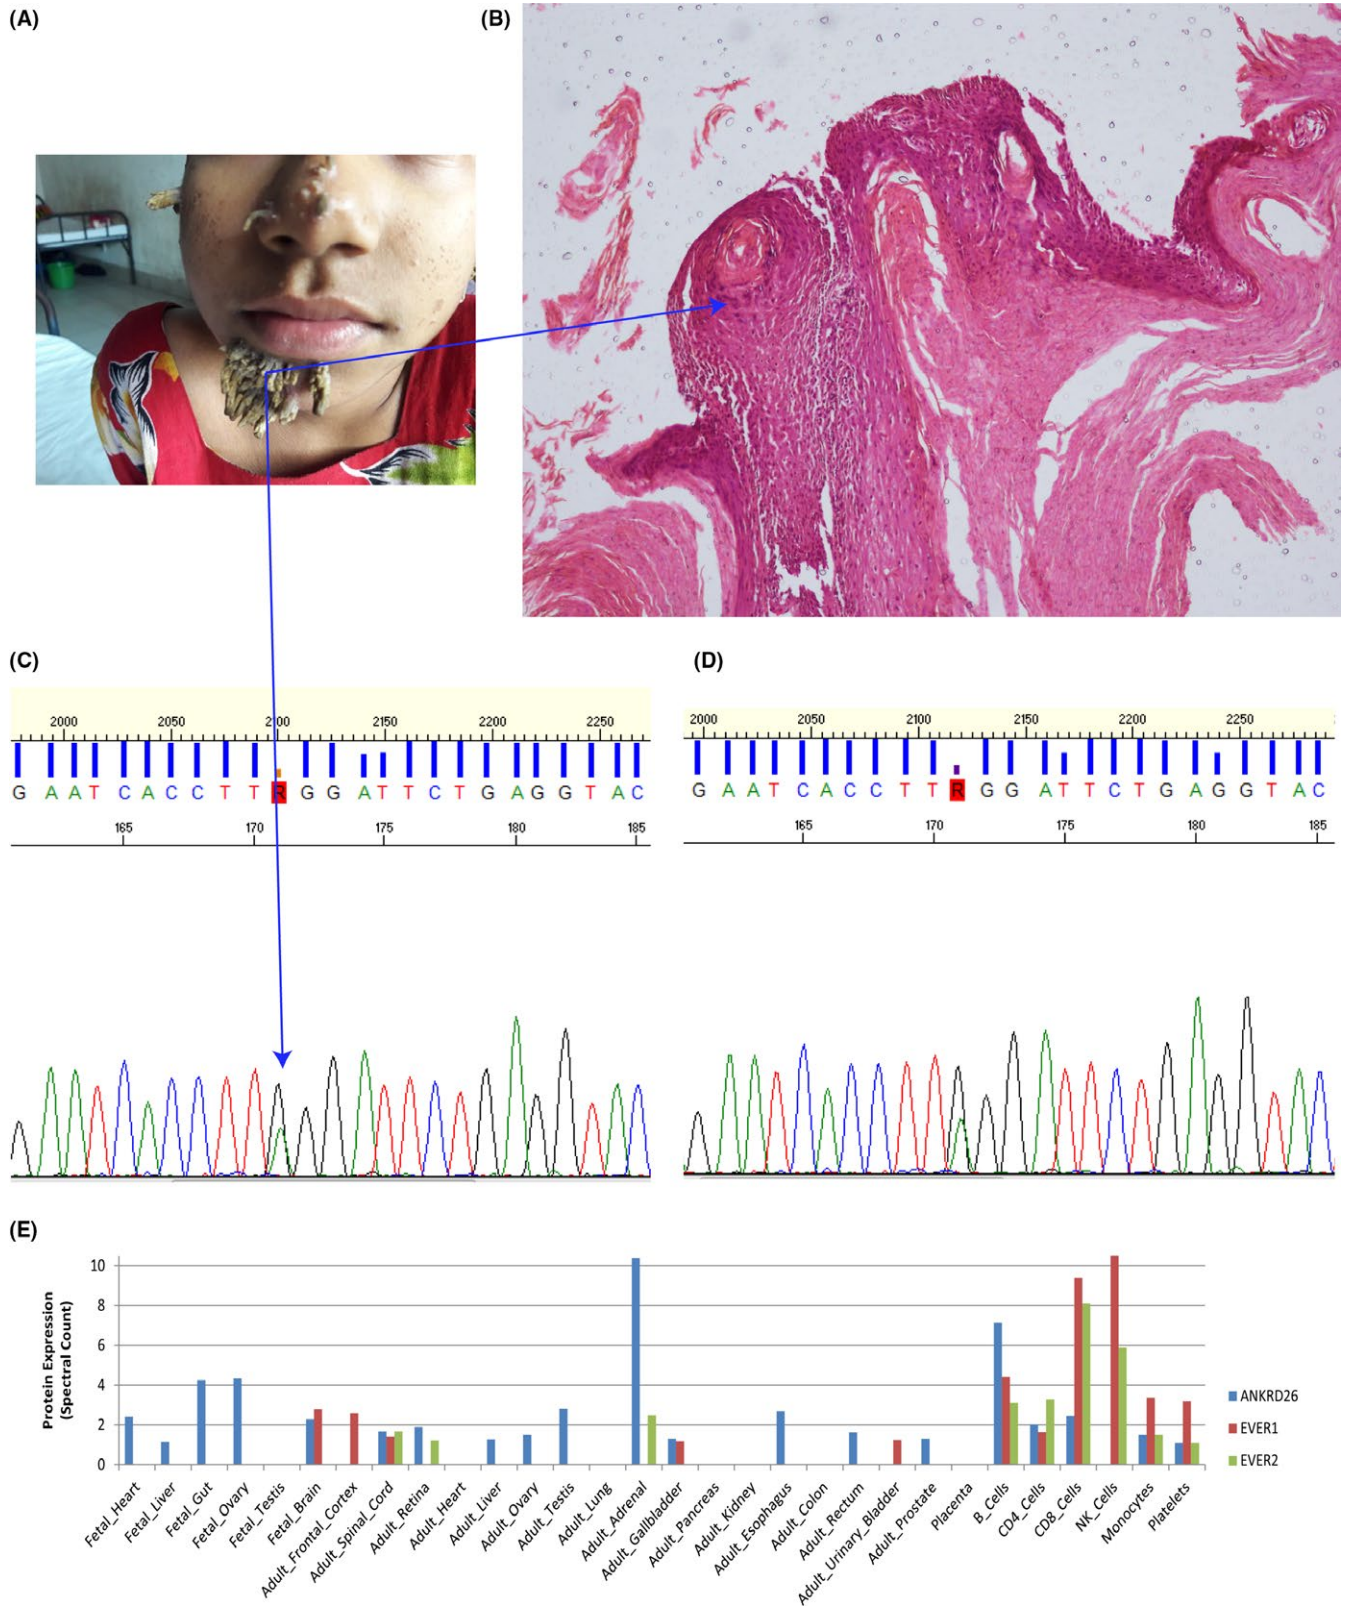 (A)
(B)
(C)
(D)
2000 2050 2100 2150 2200 2250
G A A T C A C C T T R G G A T T C T G A G G T A C
165 170 175 180 185
2000 2050 2100 2150 2200 2250
G A A T C A C C T T R G G A T T C T G A G G T A C
165 170 175 180 185
(E)
Protein Expression
(Spectral Count)
10
8
6
4
2
0
ANKRD26
EVER1
EVER2
Fetal_Heart
Fetal_Liver
Fetal_Gut
Fetal_Ovary
Fetal_Testis
Fetal_Brain
Adult_Frontal_Cortex
Adult_Spinal_Cord
Adult_Retina
Adult_Heart
Adult_Liver
Adult_Ovary
Adult_Testis
Adult_Lung
Adult_Adrenal
Adult_Gallbladder
Adult_Pancreas
Adult_Kidney
Adult_Esophagus
Adult_Colon
Adult_Rectum
Adult_Urinary_Bladder
Adult_Prostate
Placenta
B_Cells
CD4_Cells
CD8_Cells
NK_Cells
Monocytes
Platelets